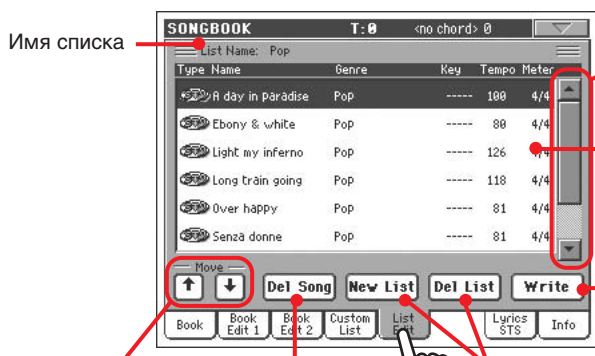 Имя списка
SONGBOOK T:0 <no chord> 0
List Name: Pop
Type Name Genre Key Tempo Meter
A day in paradise Pop ----- 100 4/4
Ebony & white Pop ----- 80 4/4
Light my inferno Pop ----- 126 4/4
Long train going Pop ----- 118 4/4
Over happy Pop ----- 81 4/4
Senza donne Pop ----- 81 4/4
Move
Del Song New List Del List Write
Book Book Edit 1 Book Edit 2 Custom List List Edit Lyrics STS Info